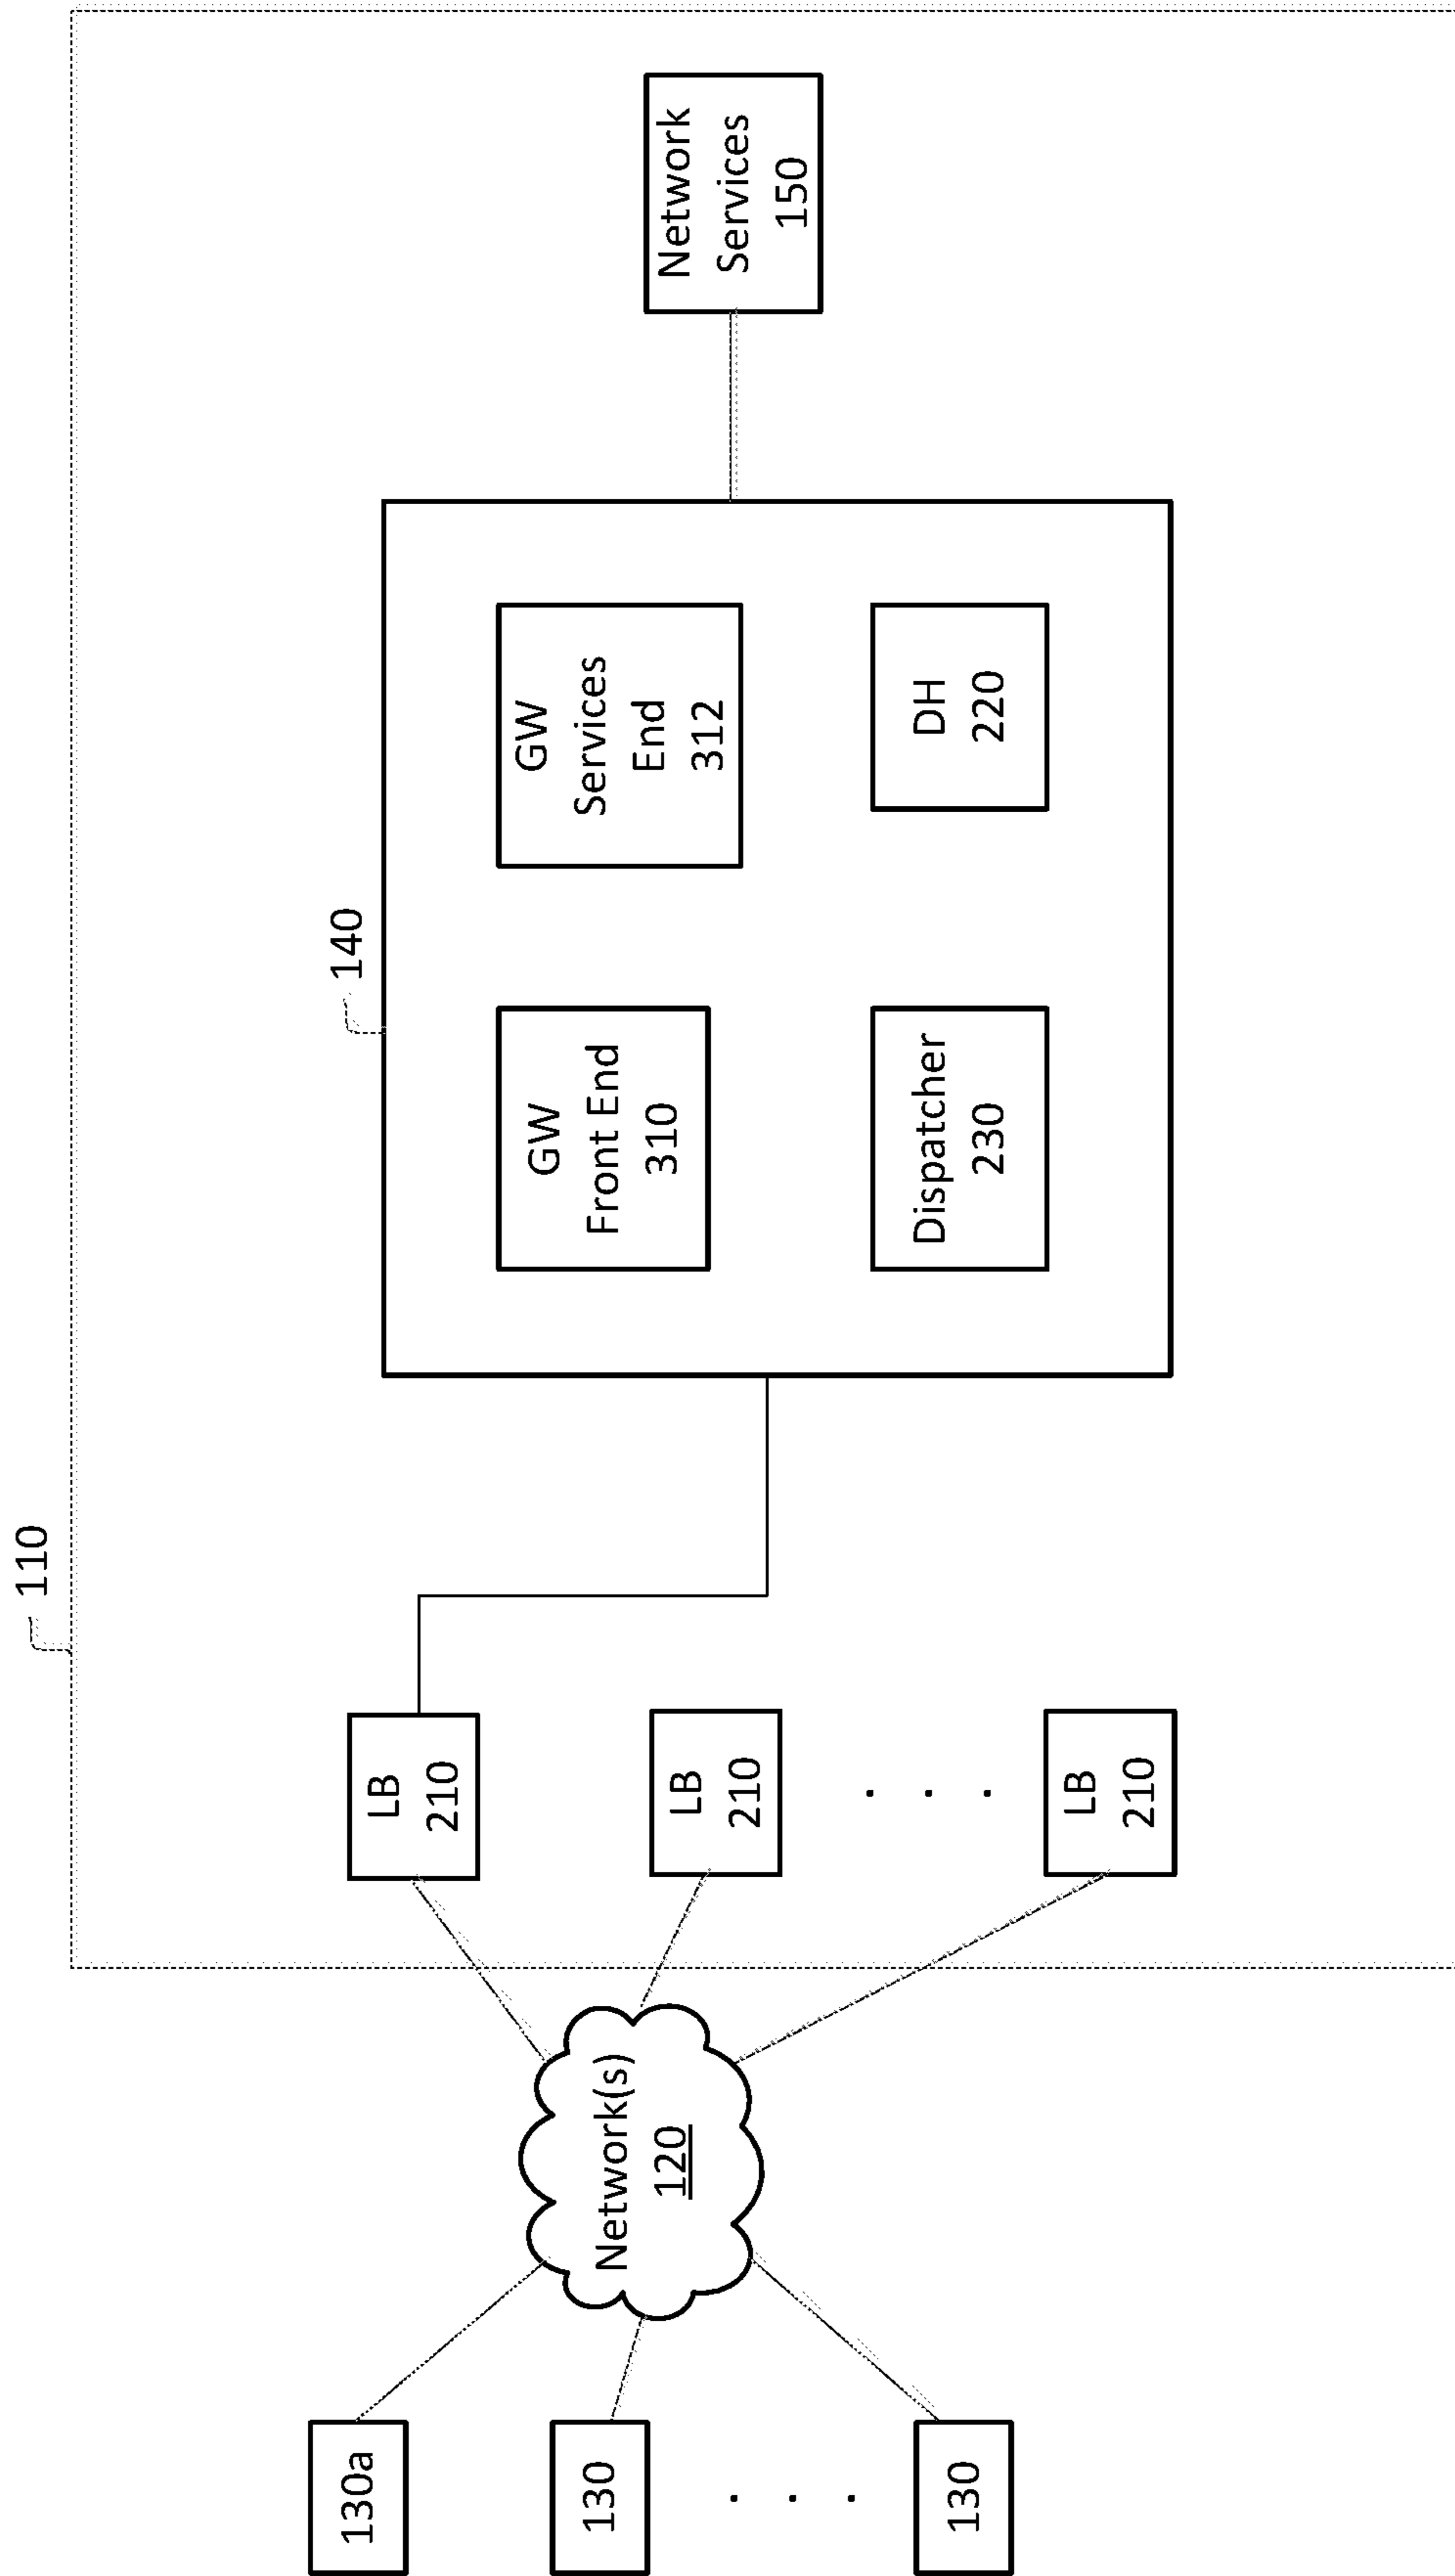 110
140
130a
130
130
Network(s)
120
LB
210
LB
210
LB
210
GW
Front End
310
GW
Services
End
312
Dispatcher
230
DH
220
Network
Services
150